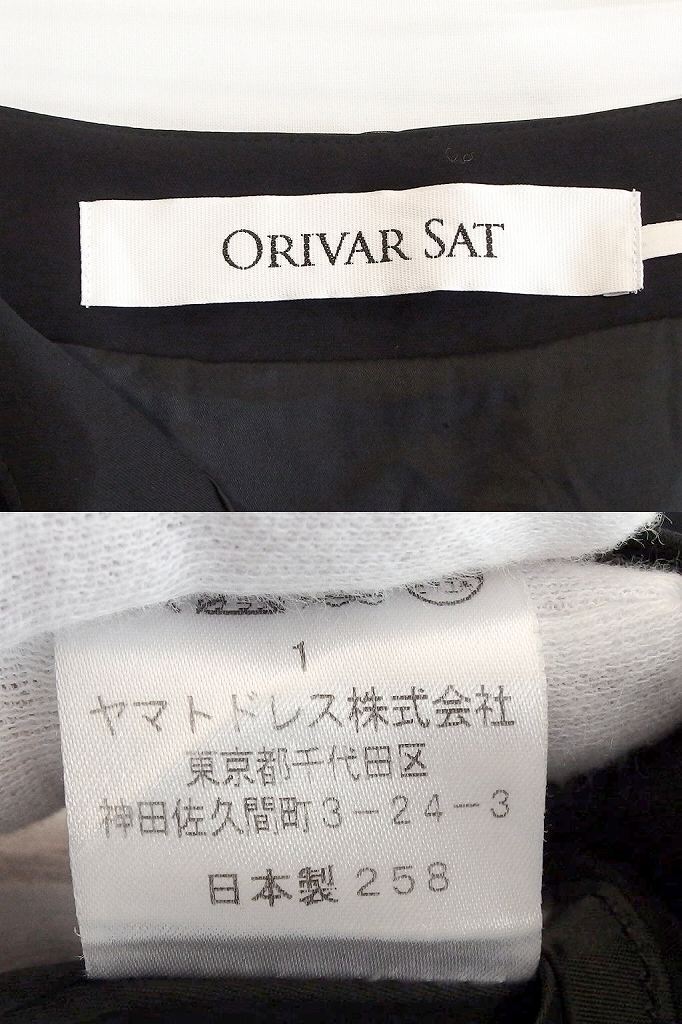 ORIVAR SAT
1
ヤマトドレス株式会社
東京都千代田区
神田佐久間町3-24-3
日本製 258